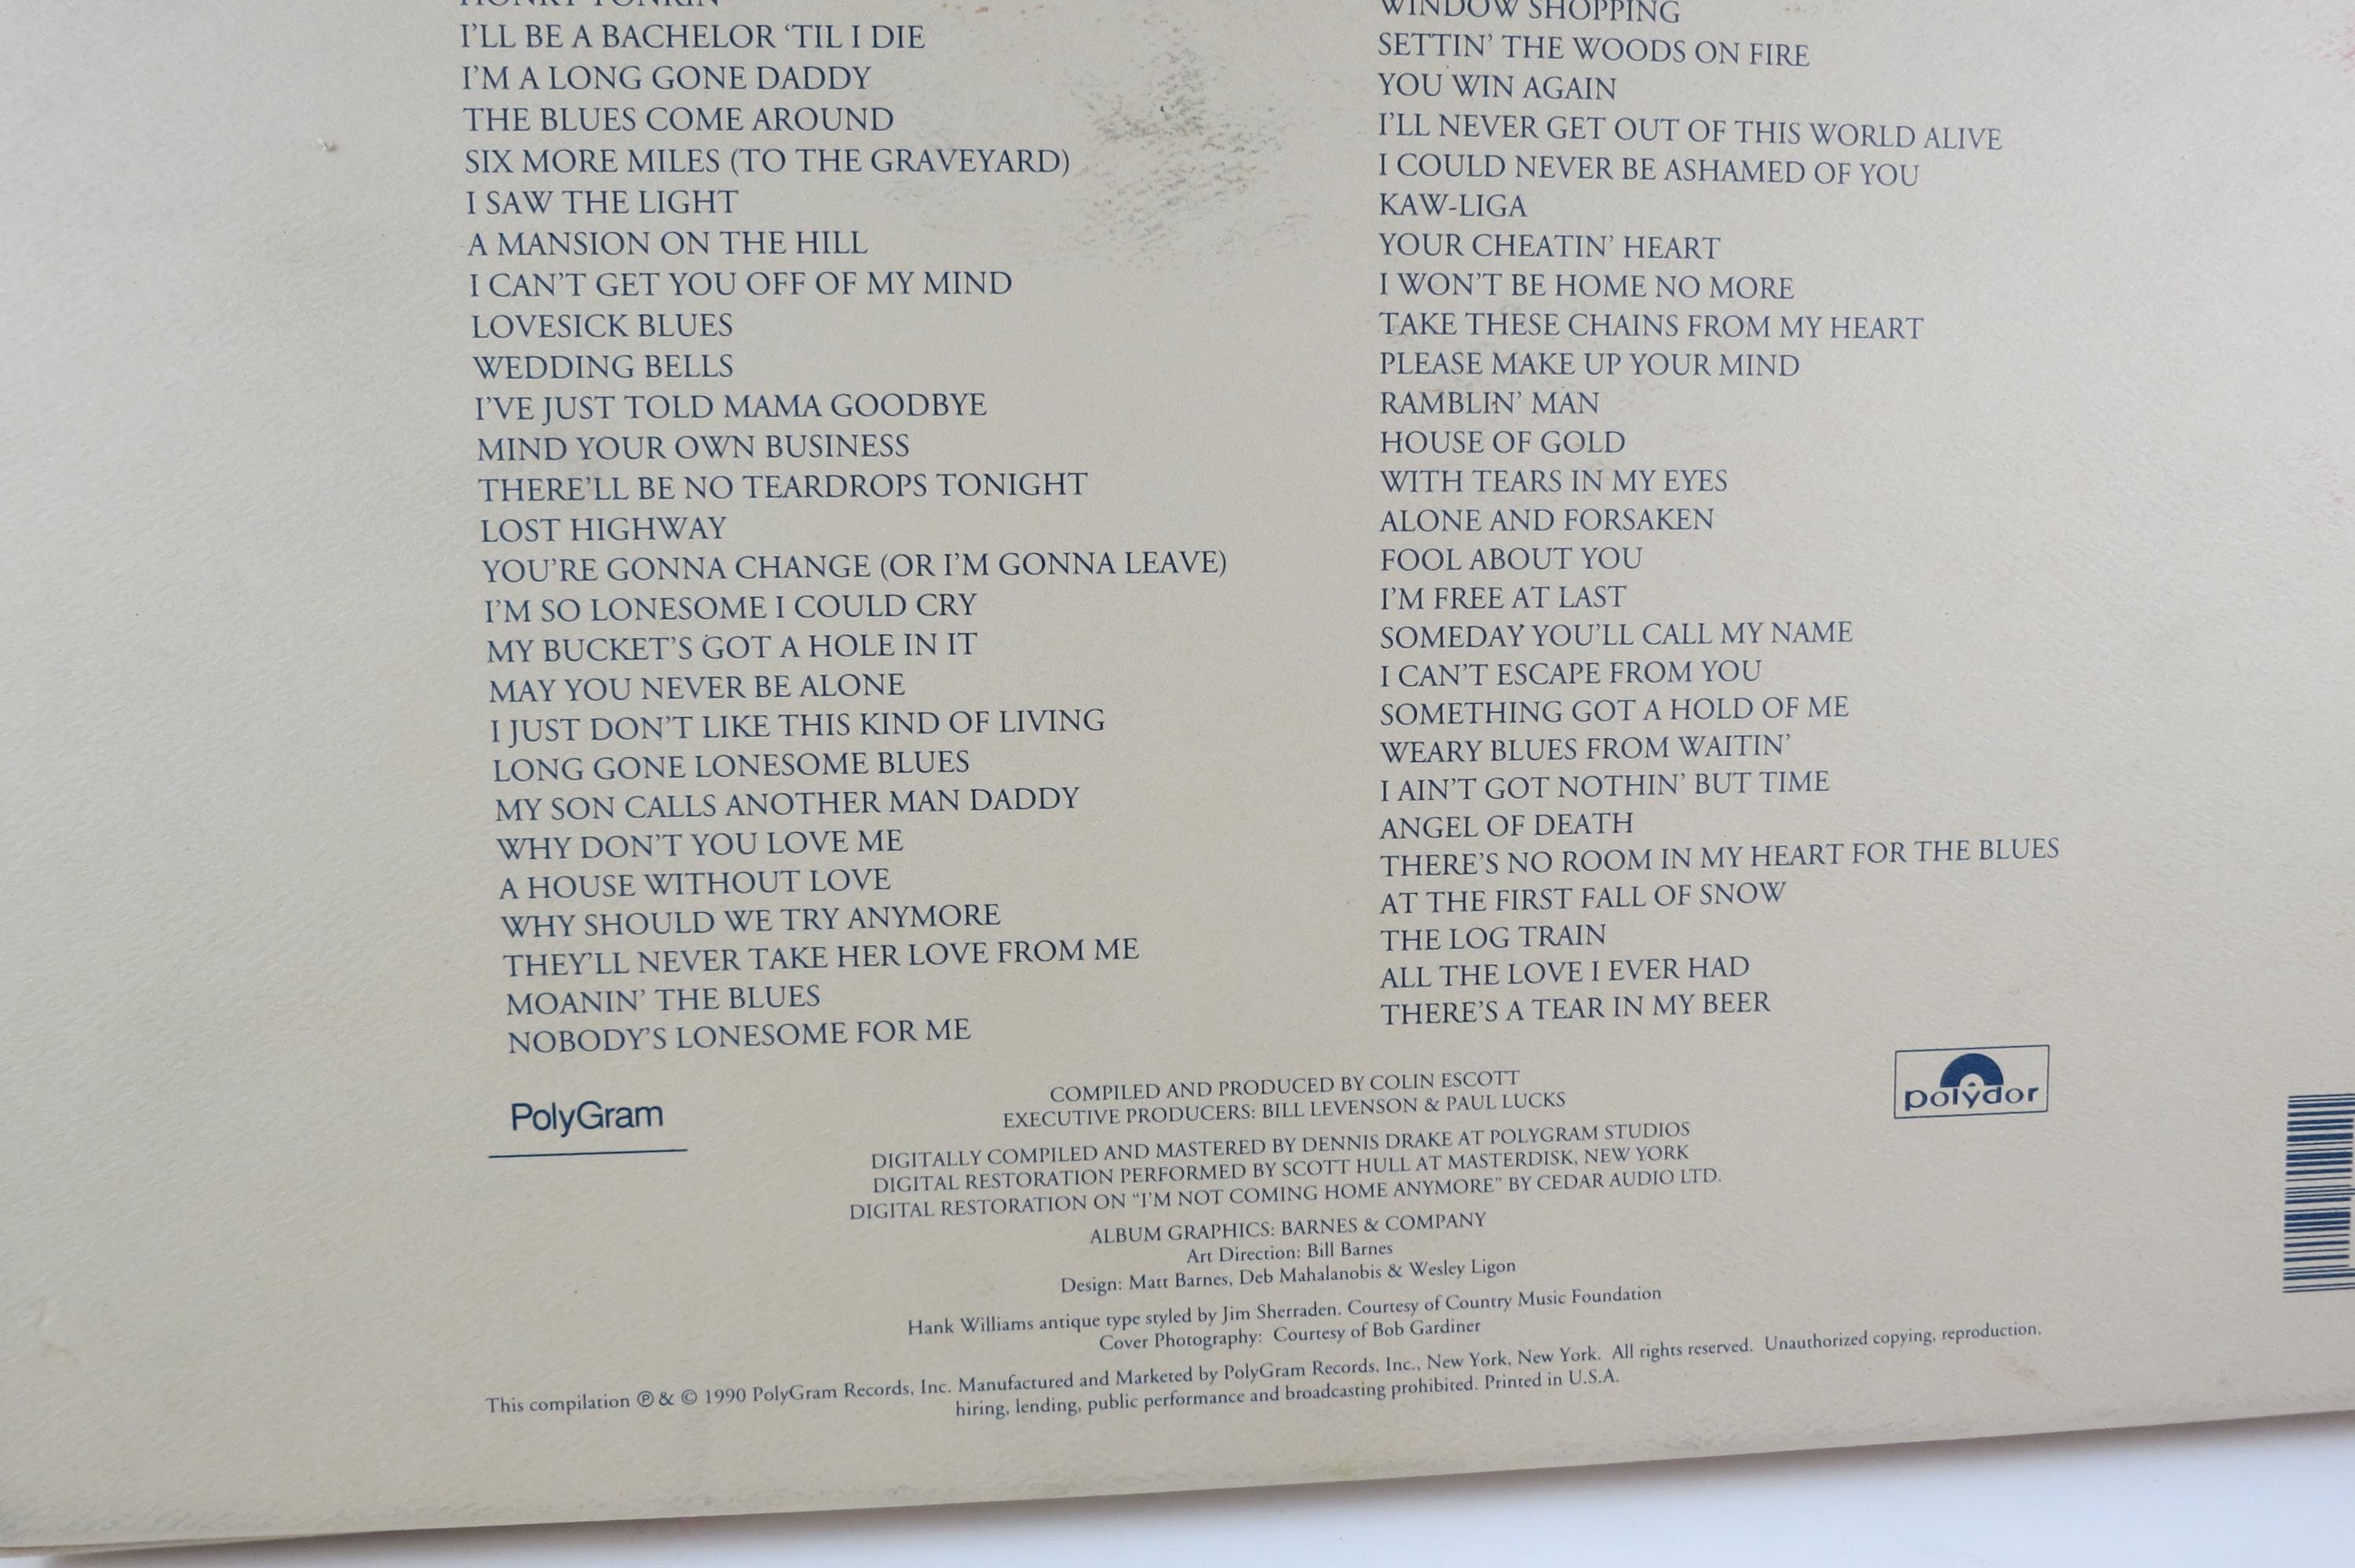 HONKY TONKIN'
I'LL BE A BACHELOR 'TIL I DIE
I'M A LONG GONE DADDY
THE BLUES COME AROUND
SIX MORE MILES (TO THE GRAVEYARD)
I SAW THE LIGHT
A MANSION ON THE HILL
I CAN'T GET YOU OFF OF MY MIND
LOVESICK BLUES
WEDDING BELLS
I'VE JUST TOLD MAMA GOODBYE
MIND YOUR OWN BUSINESS
THERE'LL BE NO TEARDROPS TONIGHT
LOST HIGHWAY
YOU'RE GONNA CHANGE (OR I'M GONNA LEAVE)
I'M SO LONESOME I COULD CRY
MY BUCKET'S GOT A HOLE IN IT
MAY YOU NEVER BE ALONE
I JUST DON'T LIKE THIS KIND OF LIVING
LONG GONE LONESOME BLUES
MY SON CALLS ANOTHER MAN DADDY
WHY DON'T YOU LOVE ME
A HOUSE WITHOUT LOVE
WHY SHOULD WE TRY ANYMORE
THEY'LL NEVER TAKE HER LOVE FROM ME
MOANIN' THE BLUES
NOBODY'S LONESOME FOR ME
WINDOW SHOPPING
SETTIN' THE WOODS ON FIRE
YOU WIN AGAIN
I'LL NEVER GET OUT OF THIS WORLD ALIVE
I COULD NEVER BE ASHAMED OF YOU
KAW-LIGA
YOUR CHEATIN' HEART
I WON'T BE HOME NO MORE
TAKE THESE CHAINS FROM MY HEART
PLEASE MAKE UP YOUR MIND
RAMBLIN' MAN
HOUSE OF GOLD
WITH TEARS IN MY EYES
ALONE AND FORSAKEN
FOOL ABOUT YOU
I'M FREE AT LAST
SOMEDAY YOU'LL CALL MY NAME
I CAN'T ESCAPE FROM YOU
SOMETHING GOT A HOLD OF ME
WEARY BLUES FROM WAITIN'
I AIN'T GOT NOTHIN' BUT TIME
ANGEL OF DEATH
THERE'S NO ROOM IN MY HEART FOR THE BLUES
AT THE FIRST FALL OF SNOW
THE LOG TRAIN
ALL THE LOVE I EVER HAD
THERE'S A TEAR IN MY BEER
PolyGram
polydor
COMPILED AND PRODUCED BY COLIN ESCOTT
EXECUTIVE PRODUCERS: BILL LEVENSON & PAUL LUCKS
DIGITALLY COMPILED AND MASTERED BY DENNIS DRAKE AT POLYGRAM STUDIOS
DIGITAL RESTORATION PERFORMED BY SCOTT HULL AT MASTERDISK, NEW YORK
DIGITAL RESTORATION ON "I'M NOT COMING HOME ANYMORE" BY CEDAR AUDIO LTD.
ALBUM GRAPHICS: BARNES & COMPANY
Art Direction: Bill Barnes
Design: Matt Barnes, Deb Mahalanobis & Wesley Ligon
Hank Williams antique type styled by Jim Sherraden. Courtesy of Country Music Foundation
Cover Photography: Courtesy of Bob Gardiner
This compilation ℗ & © 1990 PolyGram Records, Inc. Manufactured and Marketed by PolyGram Records, Inc., New York, New York. All rights reserved. Unauthorized copying, reproduction,
hiring, lending, public performance and broadcasting prohibited. Printed in U.S.A.